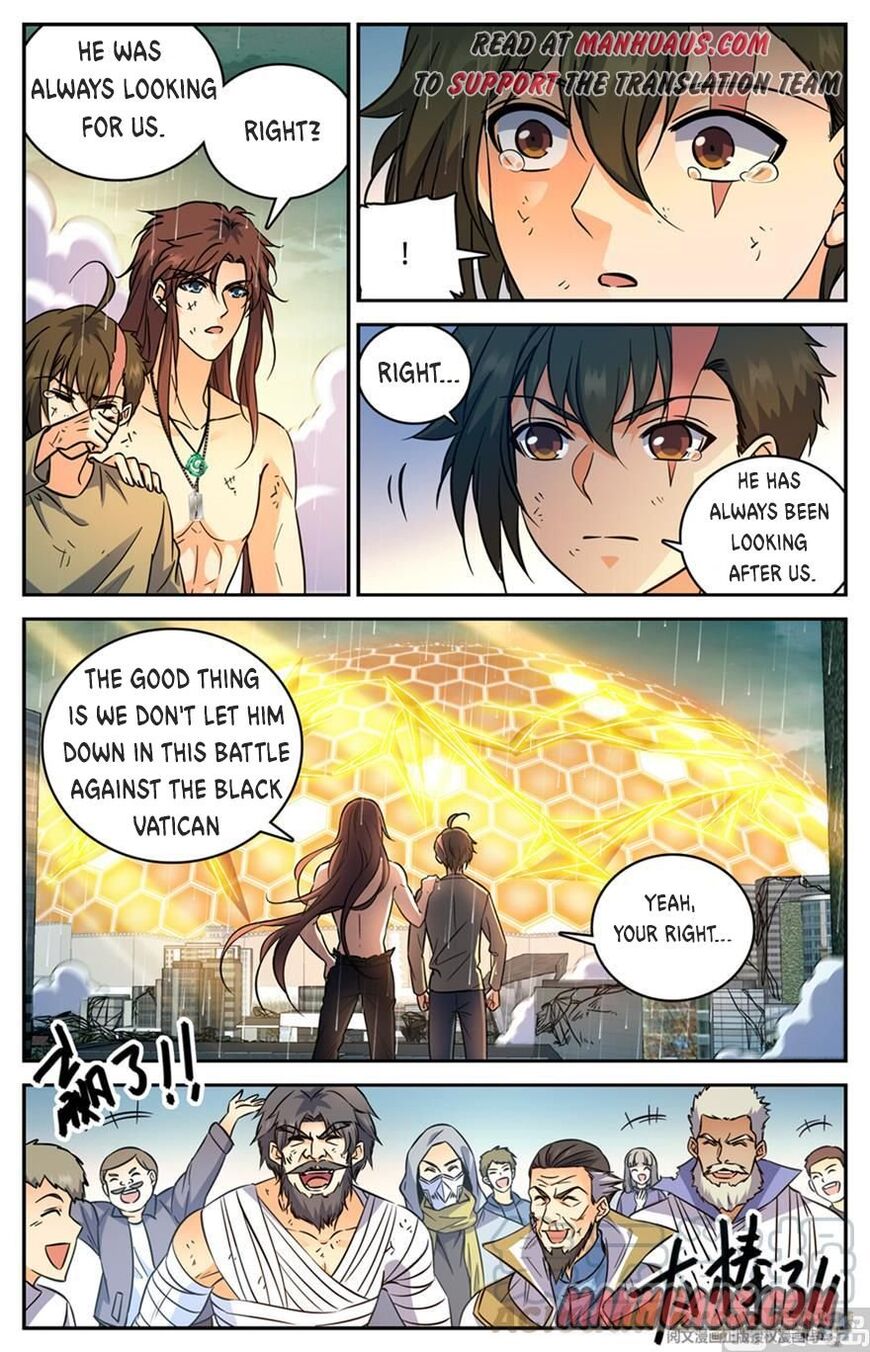 HE WAS
ALWAYS LOOKING
FOR US.
RIGHT?
READ AT MANHUAUS.COM
TO SUPPORT THE TRANSLATION TEAM
!
RIGHT...
HE HAS
ALWAYS BEEN
LOOKING
AFTER US.
THE GOOD THING
IS WE DON'T LET HIM
DOWN IN THIS BATTLE
AGAINST THE BLACK
VATICAN
YEAH,
YOUR RIGHT...
赢了!!
太棒了!!
MANHUAUS.COM